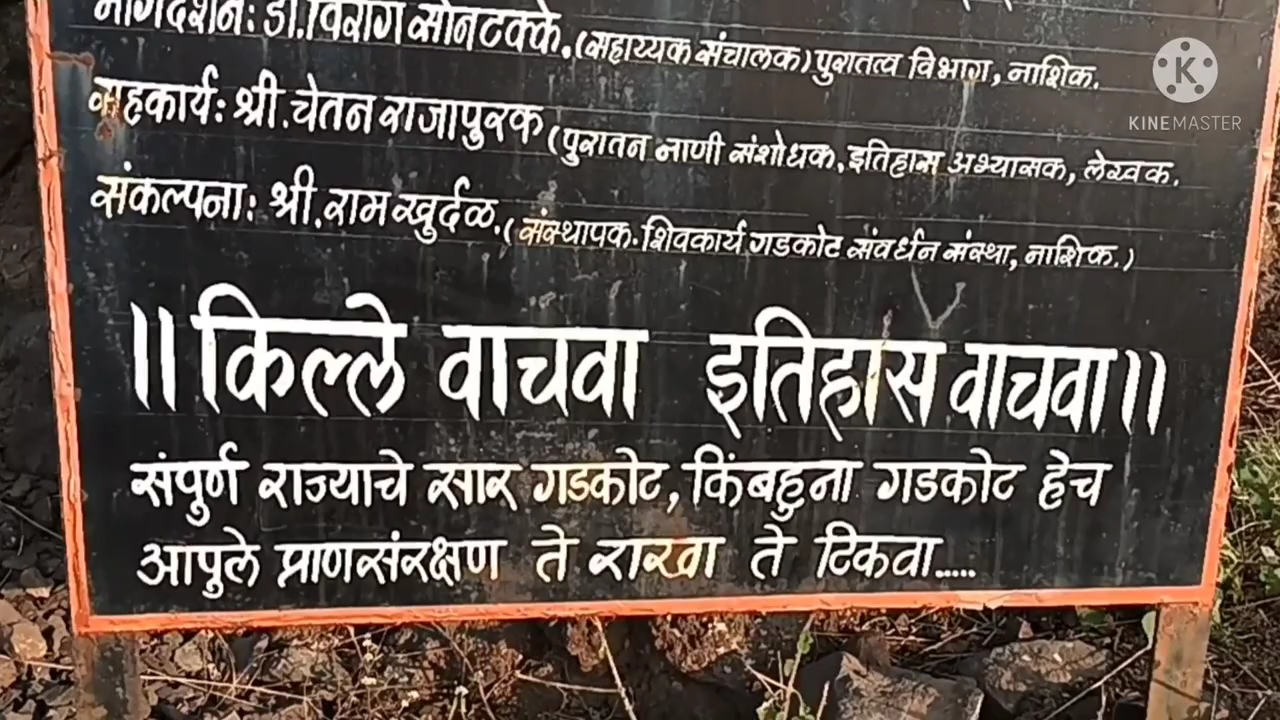 मार्गदर्शन: डॉ. विराग सोनटक्के. (सहाय्यक संचालक) पुरातत्व विभाग, नाशिक.
सहकार्य: श्री. चेतन राजापुरक (पुरातन नाणी संशोधक, इतिहास अभ्यासक, लेखक.
संकल्पना: श्री. राम खुर्दळ. (संस्थापक. शिवकार्य गडकोट संवर्धन संस्था, नाशिक.)
॥ किल्ले वाचवा इतिहास वाचवा ॥
संपुर्ण राज्याचे सार गडकोट, किंबहुना गडकोट हेच
आपुले प्राणसंरक्षण ते राखा ते टिकवा.....
KINEMASTER